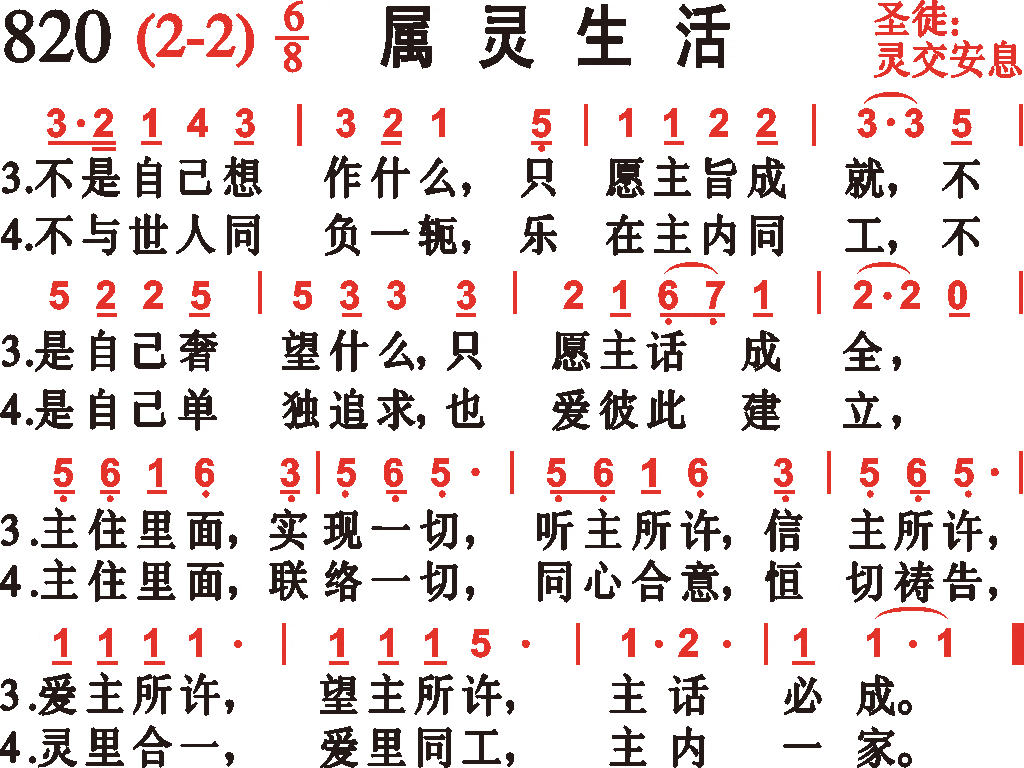 820 (2-2) 6/8 属灵生活 圣徒:
灵交安息
3·2 1 4 3 | 3 2 1 5 | 1 1 2 2 | 3·3 5 |
3.不是自己想 作什么, 只 愿主旨成 就, 不
4.不与世人同 负一轭, 乐 在主内同 工, 不
5 2 2 5 | 5 3 3 3 | 2 1 6 7 1 | 2·2 0 |
3.是自己奢 望什么,只 愿主话 成 全,
4.是自己单 独追求,也 爱彼此 建 立,
5 6 1 6 3 | 5 6 5· | 5 6 1 6 3 | 5 6 5· |
3.主住里面, 实现一切, 听主所许,信 主所许,
4.主住里面, 联络一切, 同心合意,恒 切祷告,
1 1 1 1· | 1 1 1 5· | 1·2· | 1 1·1
3.爱主所许, 望主所许, 主话 必 成。
4.灵里合一, 爱里同工, 主内 一 家。